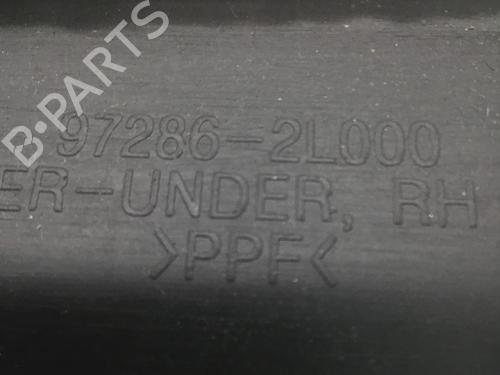 B-PARTS
97286-2L000
ER-UNDER, RH
>PPF<